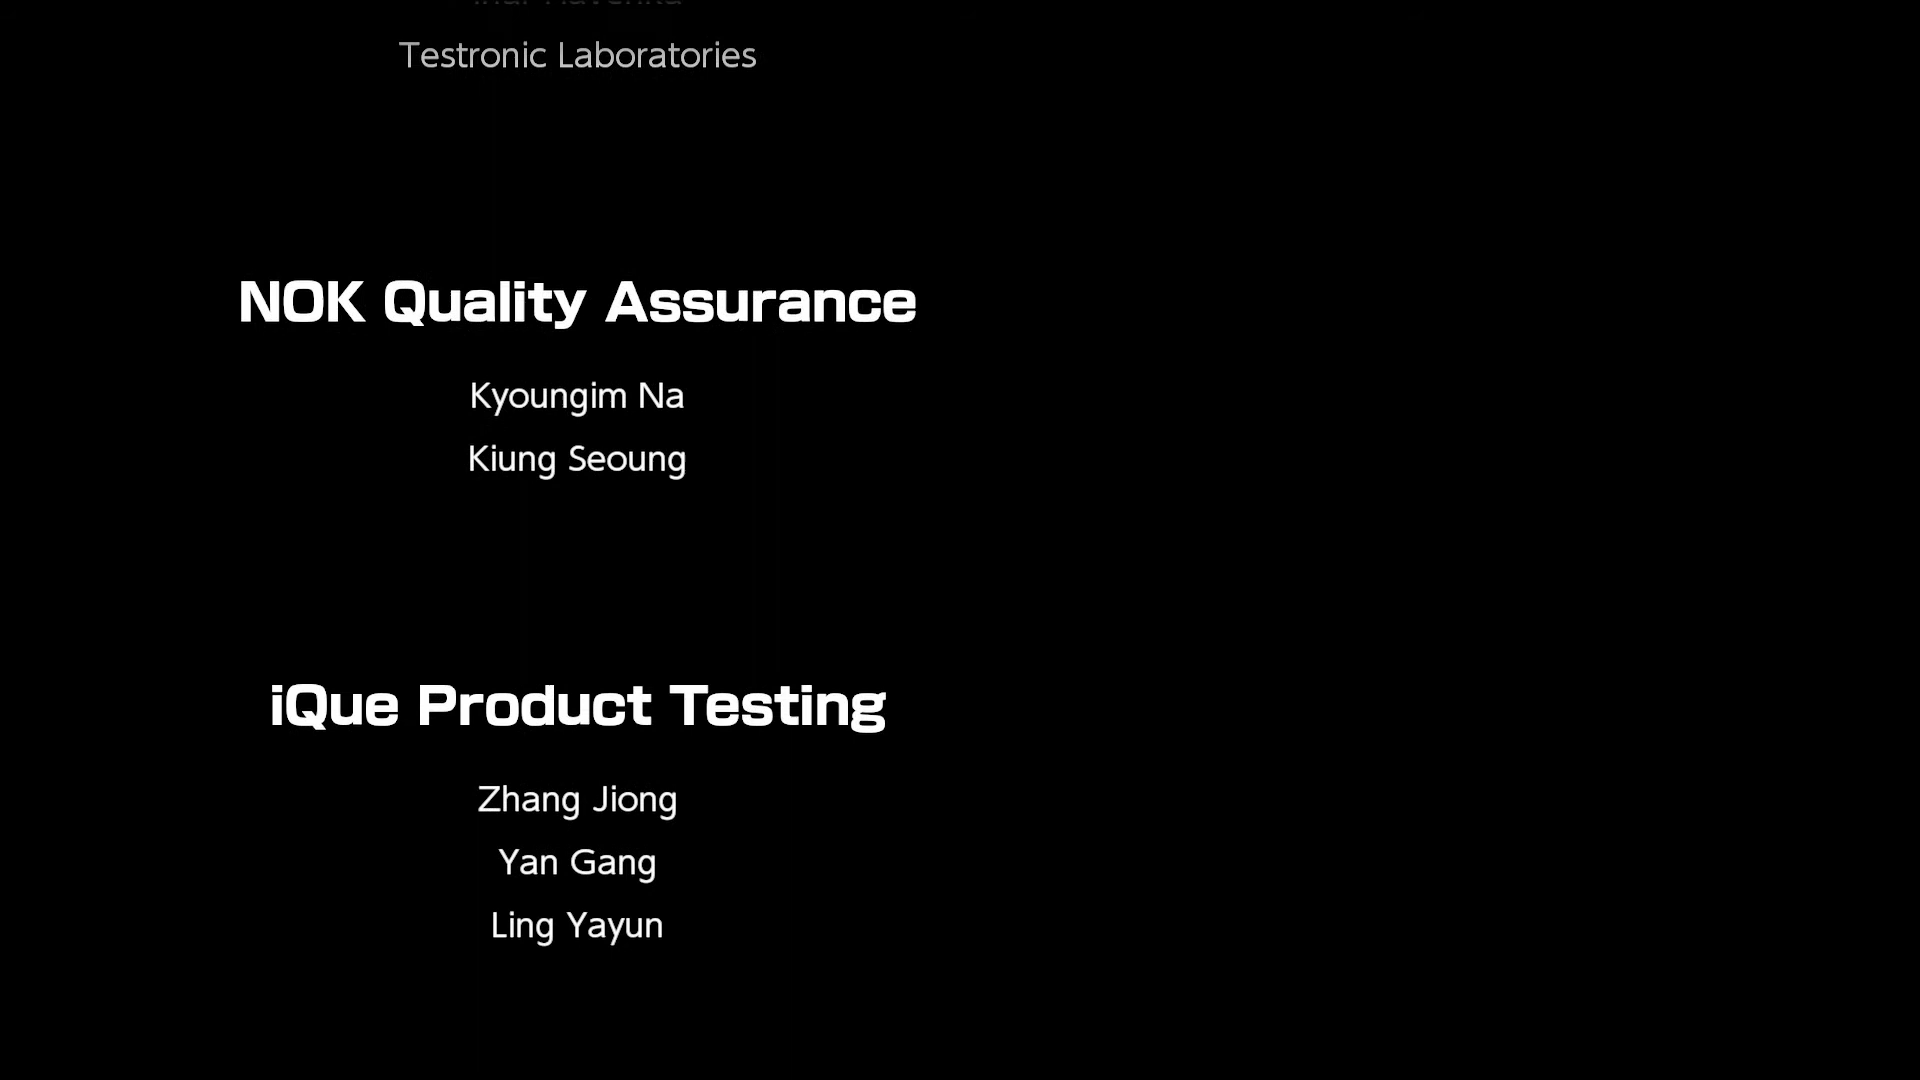 Testronic Laboratories
NOK Quality Assurance
Kyoungim Na
Kiung Seoung
iQue Product Testing
Zhang Jiong
Yan Gang
Ling Yayun